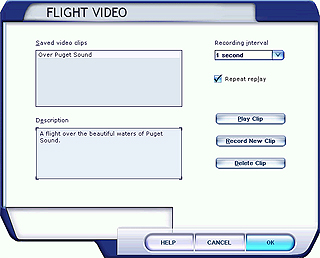 FLIGHT VIDEO
Saved video clips
Over Puget Sound
Recording interval
1 second
Repeat replay
Description
A flight over the beautiful waters of Puget
Sound.
Play Clip
Record New Clip
Delete Clip
HELP
CANCEL
OK